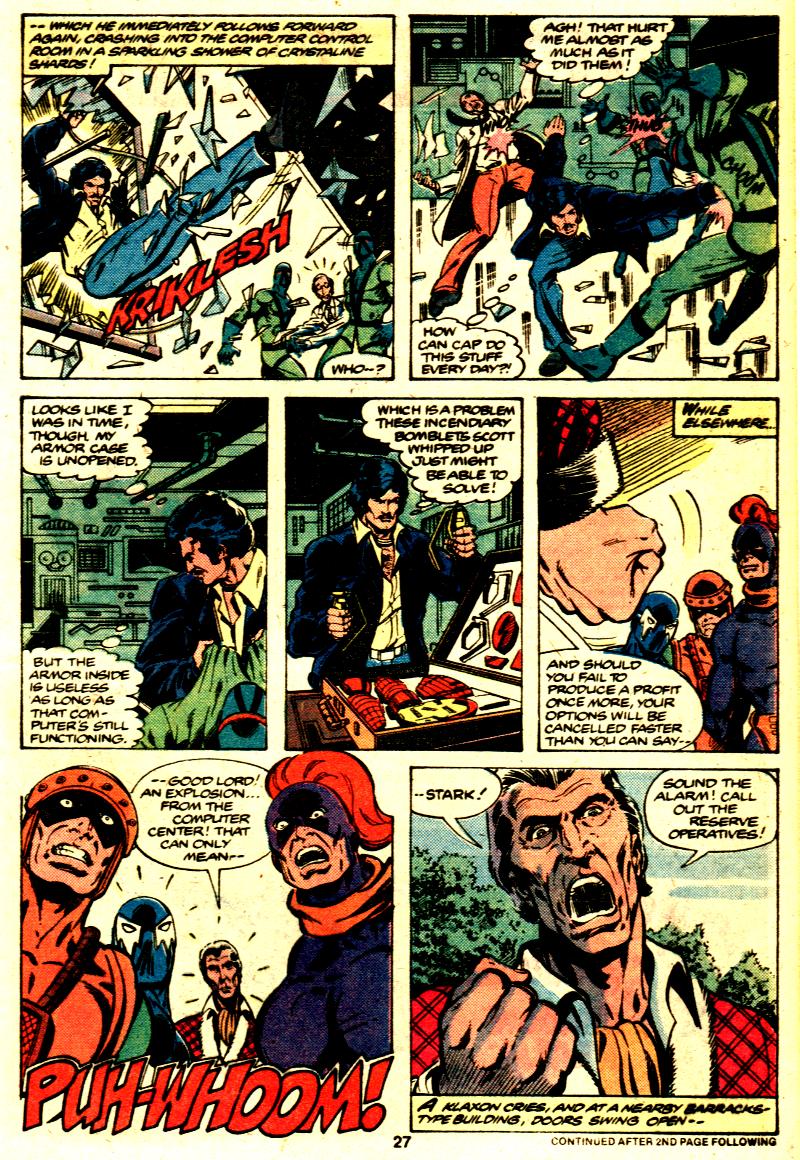 -- WHICH HE IMMEDIATELY FOLLOWS FORWARD
AGAIN, CRASHING INTO THE COMPUTER CONTROL
ROOM IN A SPARKLING SHOWER OF CRYSTALINE
SHARDS!
KRIKLESH
WHO--?
AGH! THAT HURT
ME ALMOST AS
MUCH AS IT
DID THEM!
HOW
CAN CAP DO
THIS STUFF
EVERY DAY?!
LOOKS LIKE I
WAS IN TIME,
THOUGH. MY
ARMOR CASE
IS UNOPENED.
BUT THE
ARMOR INSIDE
IS USELESS
AS LONG AS
THAT COM-
PUTER'S STILL
FUNCTIONING.
WHICH IS A PROBLEM
THESE INCENDIARY
BOMBLETS SCOTT
WHIPPED UP
JUST MIGHT
BE ABLE TO
SOLVE!
WHILE
ELSEWHERE...
AND SHOULD
YOU FAIL TO
PRODUCE A PROFIT
ONCE MORE, YOUR
OPTIONS WILL BE
CANCELLED FASTER
THAN YOU CAN SAY--
--GOOD LORD!
AN EXPLOSION...
FROM THE
COMPUTER
CENTER! THAT
CAN ONLY
MEAN--
PUH-WHOOM!
--STARK!
SOUND THE
ALARM! CALL
OUT THE
RESERVE
OPERATIVES!
A KLAXON CRIES, AND AT A NEARBY BARRACKS-
TYPE BUILDING, DOORS SWING OPEN--
27
CONTINUED AFTER 2ND PAGE FOLLOWING